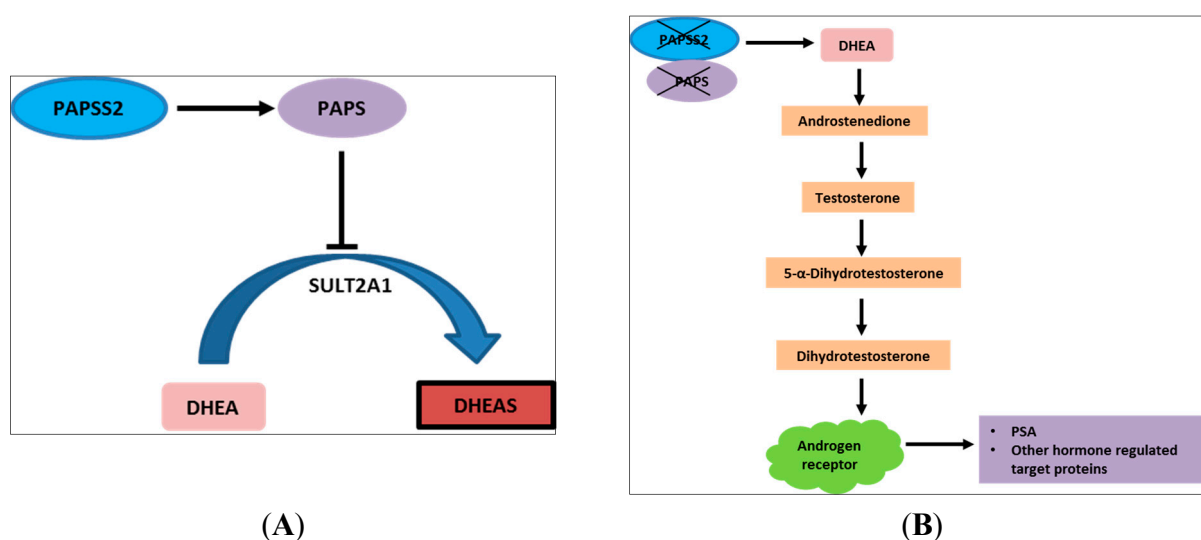 PAPSS2
PAPS
SULT2A1
DHEA
DHEAS
(A)
PAPSS2
PAPS
DHEA
Androstenedione
Testosterone
5-α-Dihydrotestosterone
Dihydrotestosterone
Androgen
receptor
• PSA
• Other hormone regulated
target proteins
(B)